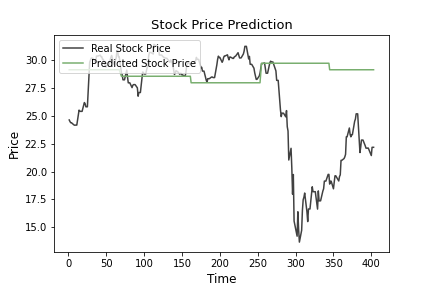 Stock Price Prediction
Real Stock Price
Predicted Stock Price
30.0
27.5
25.0
22.5
20.0
17.5
15.0
Price
0 50 100 150 200 250 300 350 400
Time